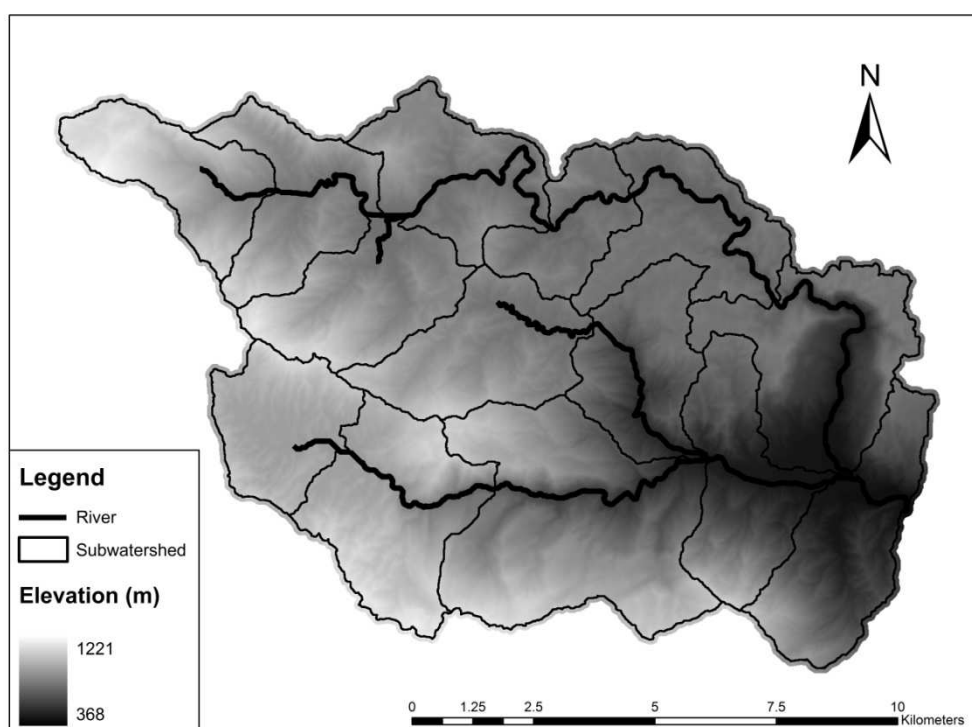 N
Legend
River
Subwatershed
Elevation (m)
1221
368
0 1.25 2.5 5 7.5 10
Kilometers